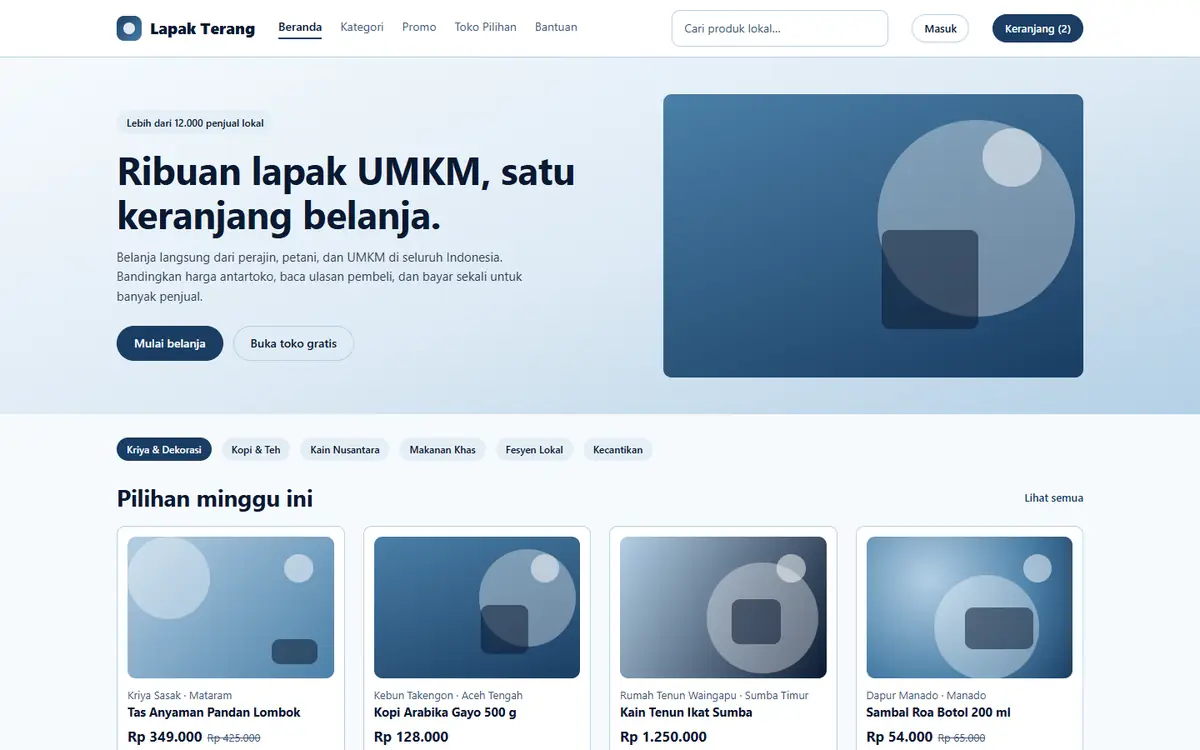 Lapak Terang
Beranda
Kategori
Promo
Toko Pilihan
Bantuan
Cari produk lokal...
Masuk
Keranjang (2)
Lebih dari 12.000 penjual lokal
Ribuan lapak UMKM, satu
keranjang belanja.
Belanja langsung dari perajin, petani, dan UMKM di seluruh Indonesia.
Bandingkan harga antartoko, baca ulasan pembeli, dan bayar sekali untuk
banyak penjual.
Mulai belanja
Buka toko gratis
Kriya & Dekorasi
Kopi & Teh
Kain Nusantara
Makanan Khas
Fesyen Lokal
Kecantikan
Pilihan minggu ini
Lihat semua
Kriya Sasak · Mataram
Tas Anyaman Pandan Lombok
Rp 349.000 Rp 425.000
Kebun Takengon · Aceh Tengah
Kopi Arabika Gayo 500 g
Rp 128.000
Rumah Tenun Waingapu · Sumba Timur
Kain Tenun Ikat Sumba
Rp 1.250.000
Dapur Manado · Manado
Sambal Roa Botol 200 ml
Rp 54.000 Rp 65.000